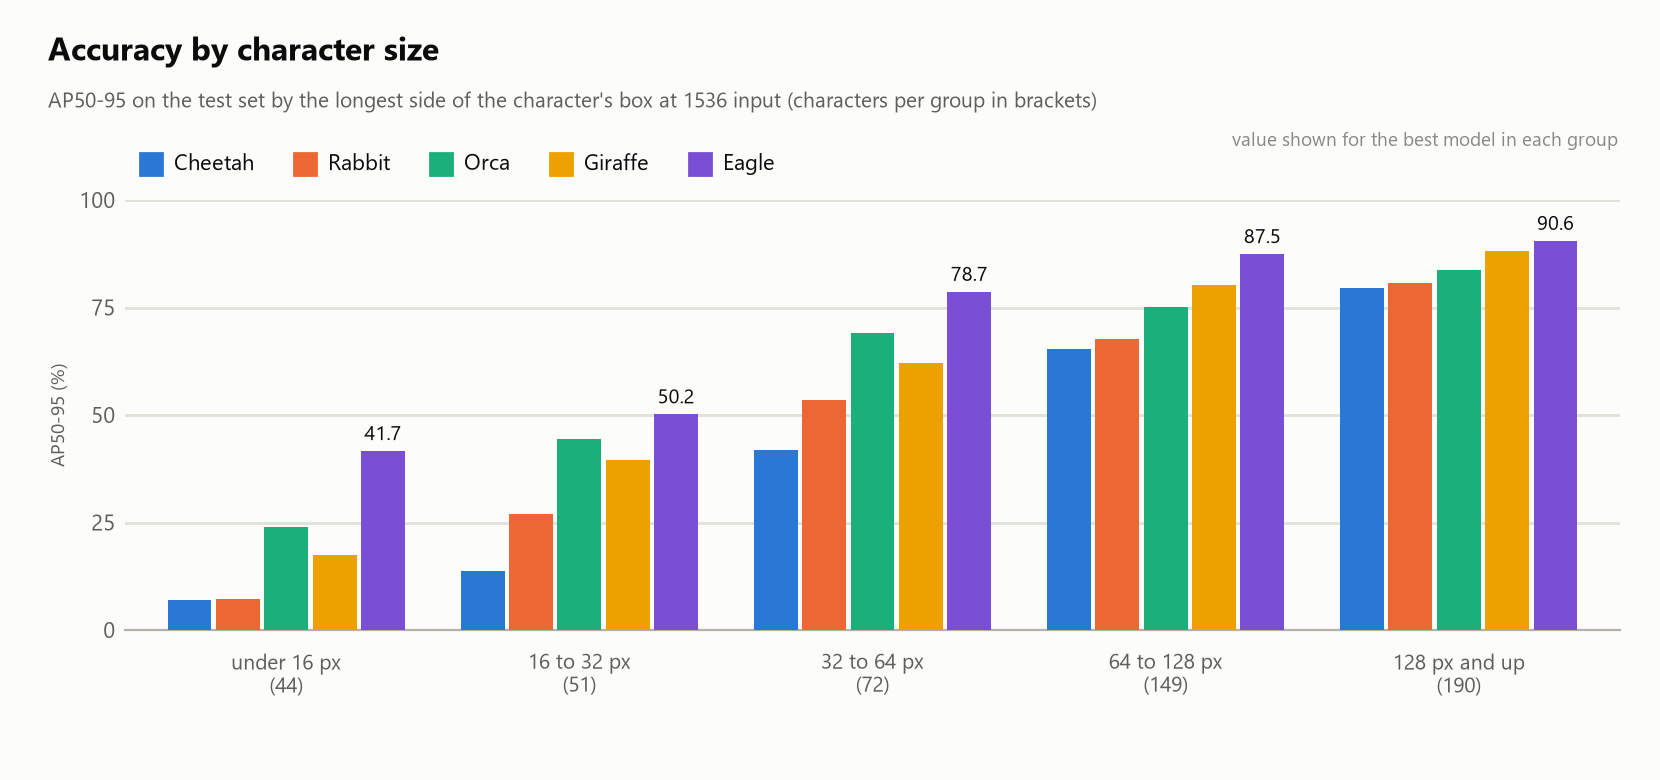 Accuracy by character size
AP50-95 on the test set by the longest side of the character's box at 1536 input (characters per group in brackets)
value shown for the best model in each group
Cheetah Rabbit Orca Giraffe Eagle
100
75
50
25
0
AP50-95 (%)
41.7
50.2
78.7
87.5
90.6
under 16 px
(44)
16 to 32 px
(51)
32 to 64 px
(72)
64 to 128 px
(149)
128 px and up
(190)